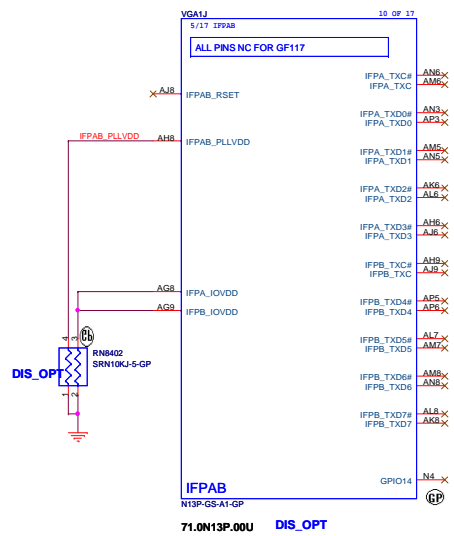 VGA1J 10 OF 17
5/17 IFPAB
ALL PINS NC FOR GF117
IFPA_TXC# AN6
IFPA_TXC AM6
AJ8 IFPAB_RSET
IFPA_TXD0# AN3
IFPA_TXD0 AP3
IFPAB_PLLVDD AH8 IFPAB_PLLVDD
IFPA_TXD1# AM5
IFPA_TXD1 AN5
IFPA_TXD2# AK6
IFPA_TXD2 AL6
IFPA_TXD3# AH6
IFPA_TXD3 AJ6
IFPB_TXC# AH9
IFPB_TXC AJ9
AG8 IFPA_IOVDD
IFPB_TXD4# AP5
AG9 IFPB_IOVDD
IFPB_TXD4 AP6
4 3
IFPB_TXD5# AL7
IFPB_TXD5 AM7
RN8402
SRN10KJ-5-GP
DIS_OPT
IFPB_TXD6# AM8
IFPB_TXD6 AN8
1 2
IFPB_TXD7# AL8
IFPB_TXD7 AK8
GPIO14 N4
IFPAB
GP
N13P-GS-A1-GP
71.0N13P.00U DIS_OPT